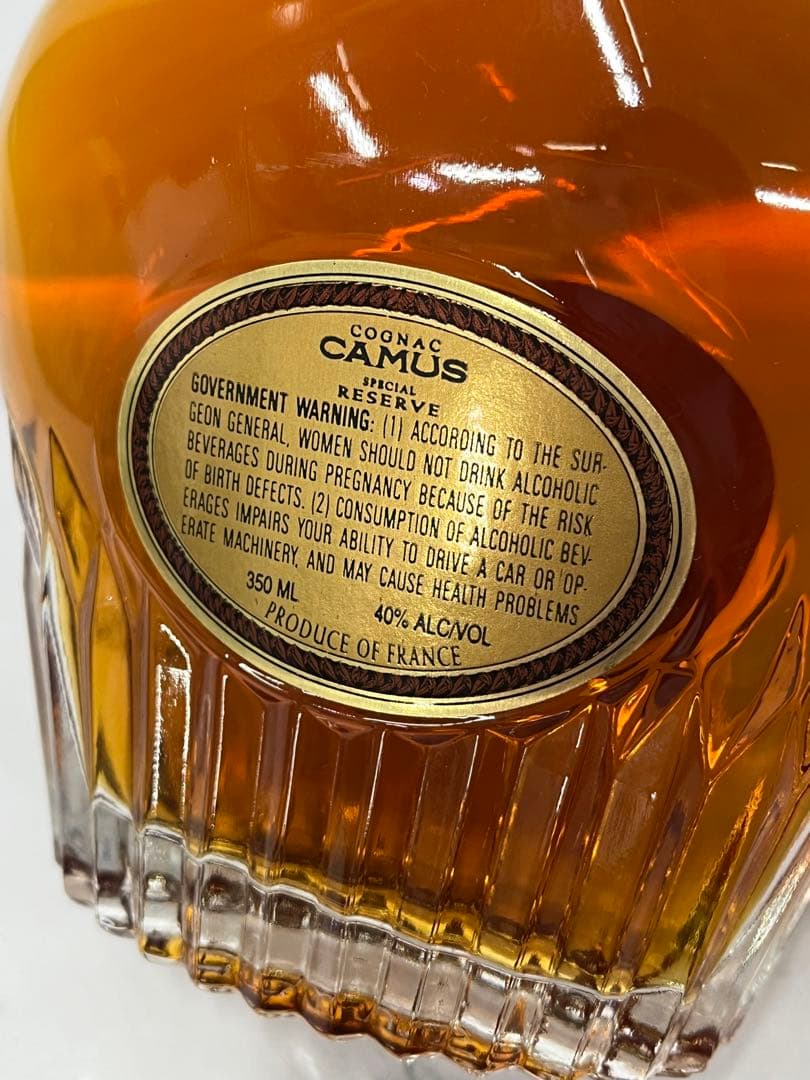 COGNAC
CAMUS
SPECIAL
RESERVE
GOVERNMENT WARNING: (1) ACCORDING TO THE SUR-
GEON GENERAL, WOMEN SHOULD NOT DRINK ALCOHOLIC
BEVERAGES DURING PREGNANCY BECAUSE OF THE RISK
OF BIRTH DEFECTS. (2) CONSUMPTION OF ALCOHOLIC BEV-
ERAGES IMPAIRS YOUR ABILITY TO DRIVE A CAR OR OP-
ERATE MACHINERY, AND MAY CAUSE HEALTH PROBLEMS
350 ML 40% ALC/VOL
PRODUCE OF FRANCE